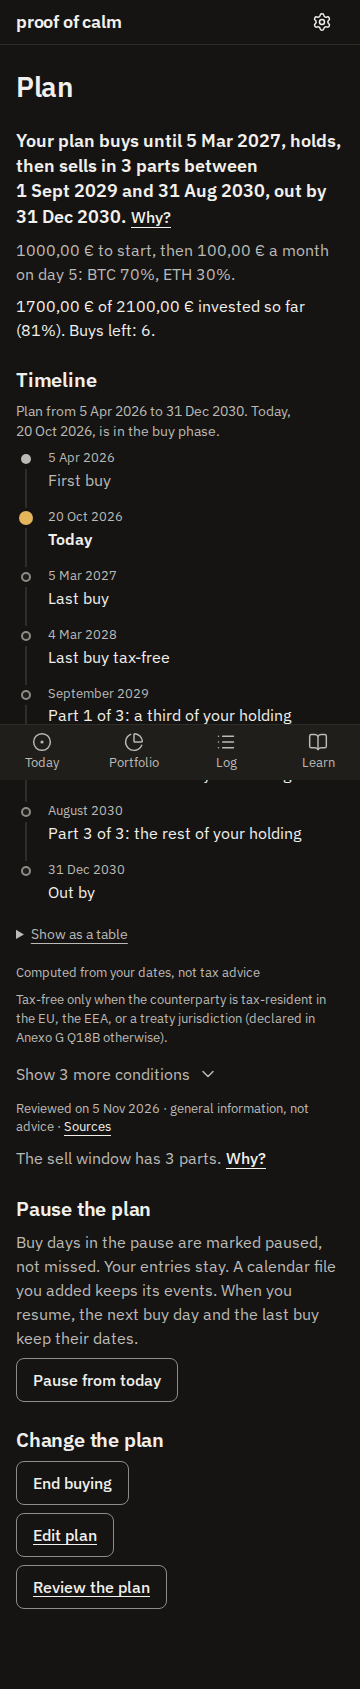 proof of calm
Plan
Your plan buys until 5 Mar 2027, holds,
then sells in 3 parts between
1 Sept 2029 and 31 Aug 2030, out by
31 Dec 2030. Why?
1000,00 € to start, then 100,00 € a month
on day 5: BTC 70%, ETH 30%.
1700,00 € of 2100,00 € invested so far
(81%). Buys left: 6.
Timeline
Plan from 5 Apr 2026 to 31 Dec 2030. Today,
20 Oct 2026, is in the buy phase.
5 Apr 2026
First buy
20 Oct 2026
Today
5 Mar 2027
Last buy
4 Mar 2028
Last buy tax-free
September 2029
Part 1 of 3: a third of your holding
Today
Portfolio
Log
Learn
August 2030
Part 3 of 3: the rest of your holding
31 Dec 2030
Out by
Show as a table
Computed from your dates, not tax advice
Tax-free only when the counterparty is tax-resident in
the EU, the EEA, or a treaty jurisdiction (declared in
Anexo G Q18B otherwise).
Show 3 more conditions
Reviewed on 5 Nov 2026 · general information, not
advice · Sources
The sell window has 3 parts. Why?
Pause the plan
Buy days in the pause are marked paused,
not missed. Your entries stay. A calendar file
you added keeps its events. When you
resume, the next buy day and the last buy
keep their dates.
Pause from today
Change the plan
End buying
Edit plan
Review the plan